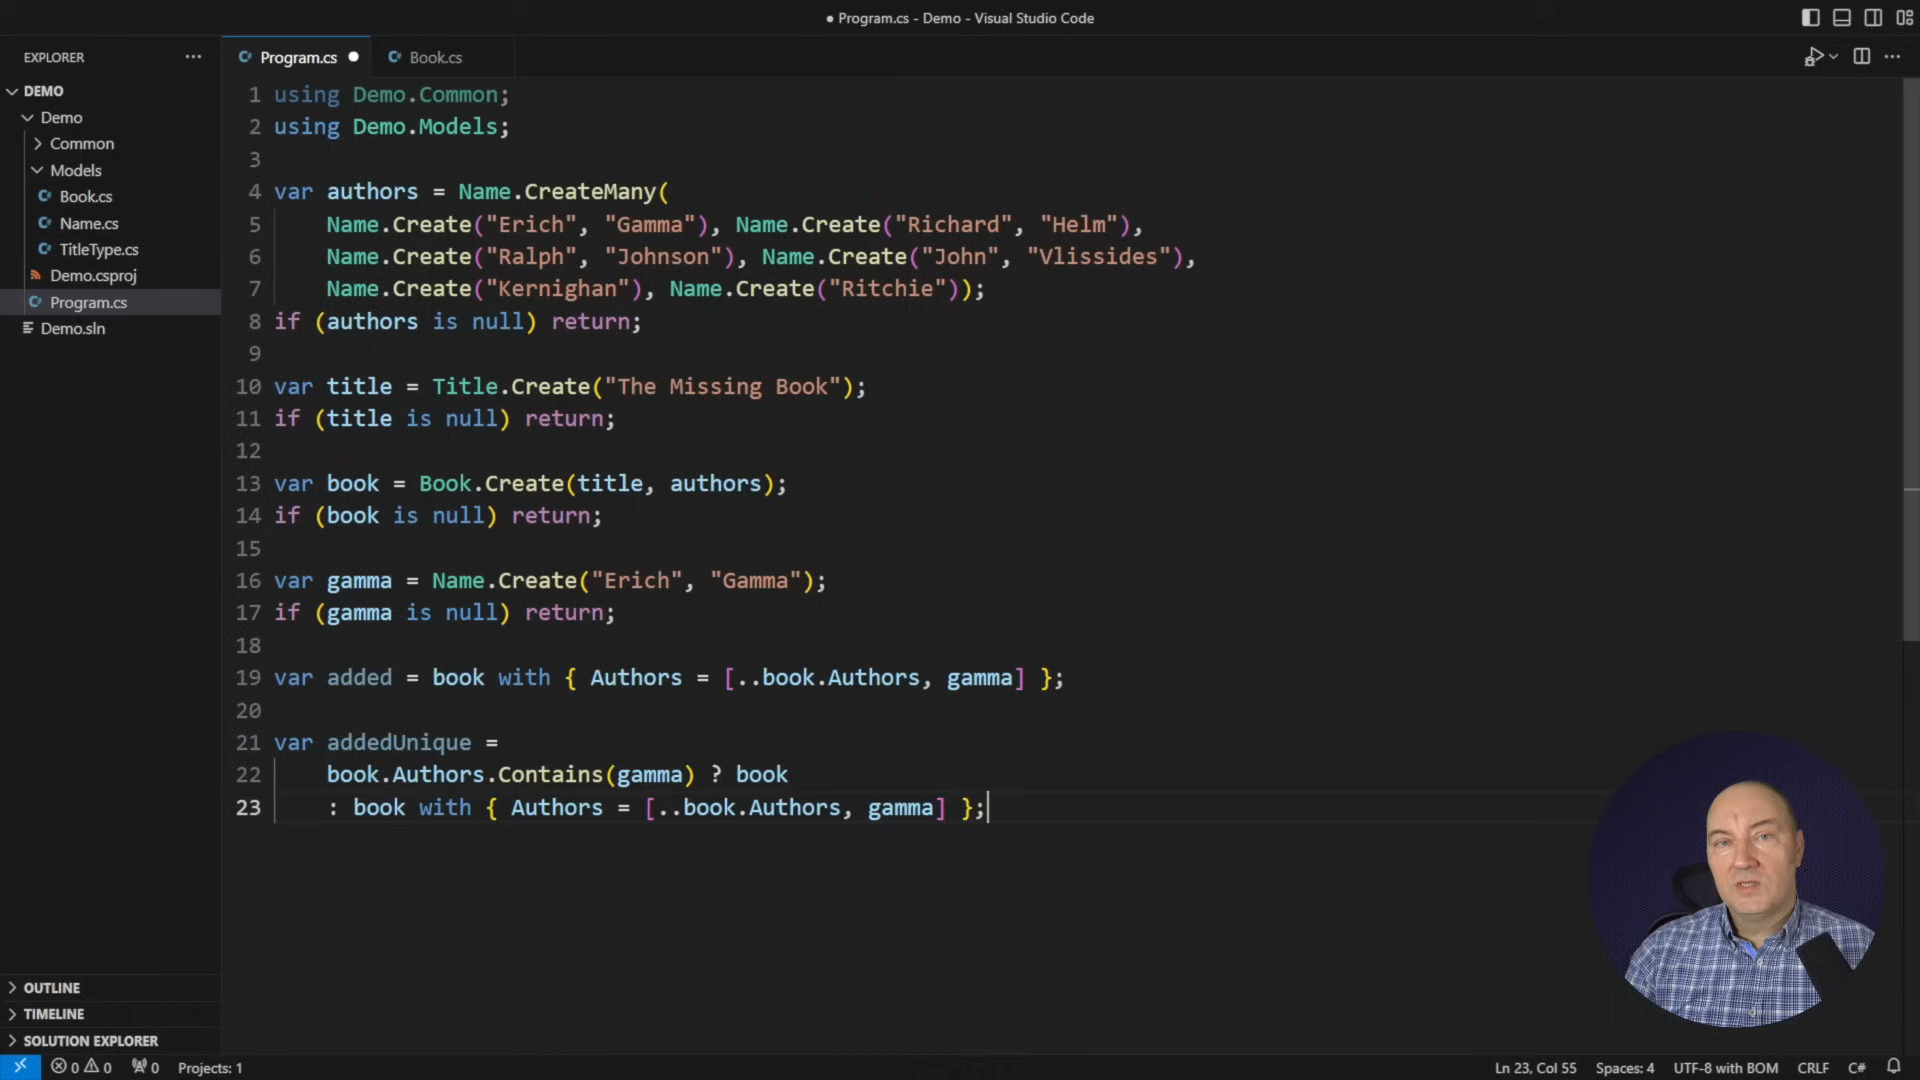 ● Program.cs - Demo - Visual Studio Code
EXPLORER
Program.cs
Book.cs
DEMO
Demo
Common
Models
Book.cs
Name.cs
TitleType.cs
Demo.csproj
Program.cs
Demo.sln
1 using Demo.Common;
2 using Demo.Models;
3
4 var authors = Name.CreateMany(
5 Name.Create("Erich", "Gamma"), Name.Create("Richard", "Helm"),
6 Name.Create("Ralph", "Johnson"), Name.Create("John", "Vlissides"),
7 Name.Create("Kernighan"), Name.Create("Ritchie"));
8 if (authors is null) return;
9
10 var title = Title.Create("The Missing Book");
11 if (title is null) return;
12
13 var book = Book.Create(title, authors);
14 if (book is null) return;
15
16 var gamma = Name.Create("Erich", "Gamma");
17 if (gamma is null) return;
18
19 var added = book with { Authors = [..book.Authors, gamma] };
20
21 var addedUnique =
22 book.Authors.Contains(gamma) ? book
23 : book with { Authors = [..book.Authors, gamma] };
OUTLINE
TIMELINE
SOLUTION EXPLORER
0 0 0 Projects: 1
Ln 23, Col 55 Spaces: 4 UTF-8 with BOM CRLF C#